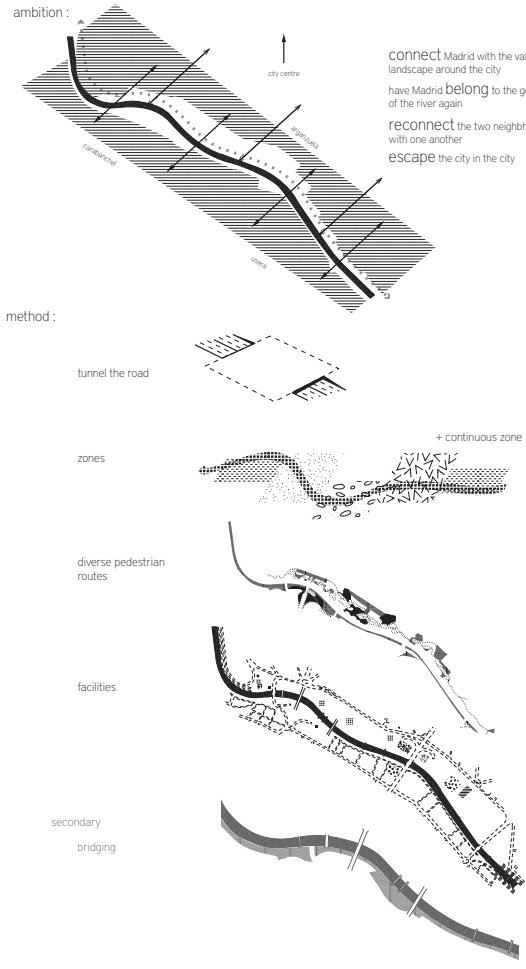 ambition :
city centre
connect Madrid with the
landscape around the city
have Madrid belong to the
of the river again
reconnect the two
with one another
escape the city in the city
arganzuela
carabanchel
usera
method :
tunnel the road
+ continuous zone
zones
diverse pedestrian
routes
facilities
secondary
bridging